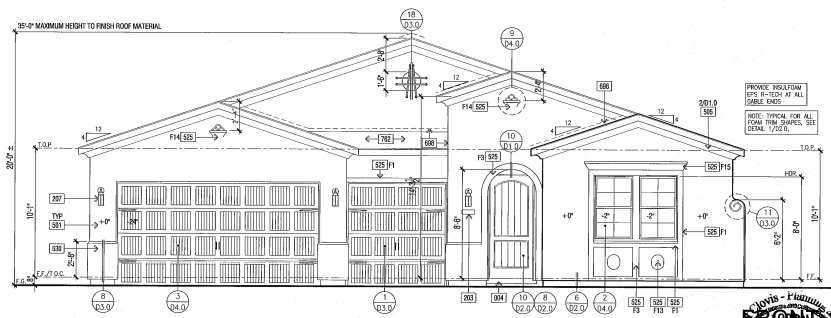 35'-0" MAXIMUM HEIGHT TO FINISH ROOF MATERIAL
18
D3.0
9
D4.0
2'-8"
1'-6"
12
4
F14 525
696
2/D1.0
505
PROVIDE INSULFOAM
EPS R-TECH AT ALL
GABLE ENDS
NOTE: TYPICAL FOR ALL
FOAM TRIM SHAPES, SEE
DETAIL 1/D2.0.
12
4
F14 525
762
698
10
D1.0
12
4
T.O.P.
T.O.P.
20'-0" ±
10'-1"
525 F1
F3 525
525 F15
HDR.
207
TYP
501
+0"
-24"
530
2'-8"
8'-8"
203
+0"
-2"
-2"
+0"
525 F1
11
D3.0
6'-2"
8'-0"
10'-1"
F.F./T.O.C.
F.F.
F.G.
8
D3.0
3
D4.0
1
D3.0
004
10
D2.0
8
D2.0
6
D2.0
2
D4.0
525
F3
525
F13
525
F1
Clovis - Planning